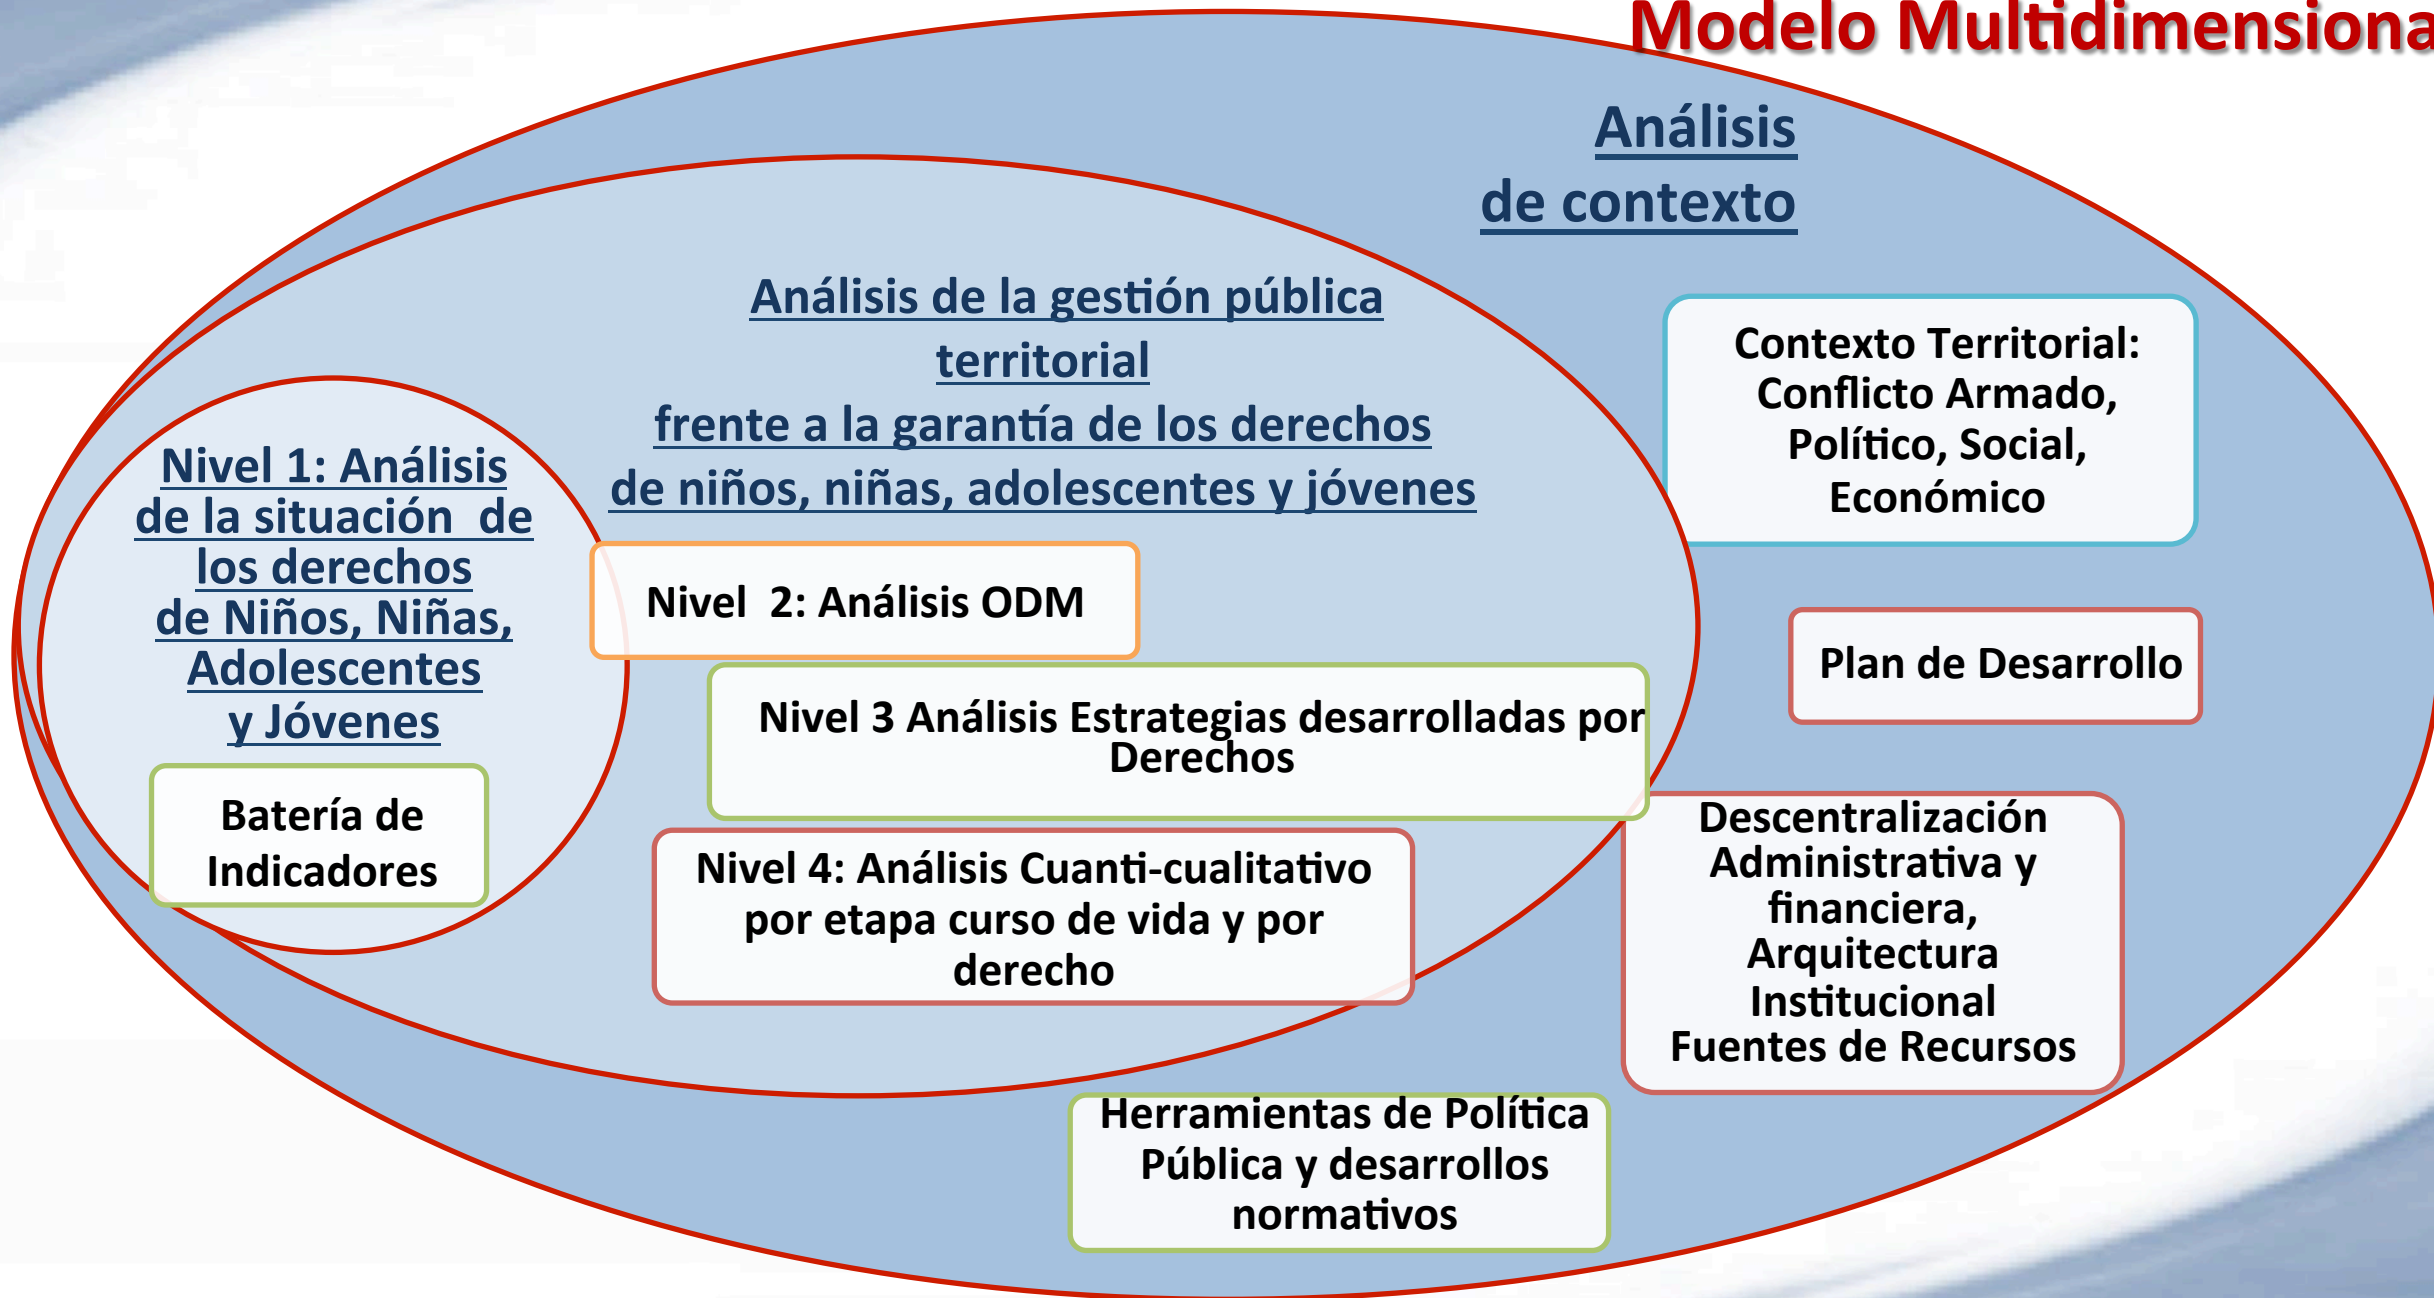 Modelo Multidimensiona
Análisis
de contexto
Análisis de la gestión pública
territorial
frente a la garantía de los derechos
de niños, niñas, adolescentes y jóvenes
Nivel 1: Análisis
de la situación de
los derechos
de Niños, Niñas,
Adolescentes
y Jóvenes
Batería de
Indicadores
Nivel 2: Análisis ODM
Nivel 3 Análisis Estrategias desarrolladas por
Derechos
Nivel 4: Análisis Cuanti-cualitativo
por etapa curso de vida y por
derecho
Contexto Territorial:
Conflicto Armado,
Político, Social,
Económico
Plan de Desarrollo
Descentralización
Administrativa y
financiera,
Arquitectura
Institucional
Fuentes de Recursos
Herramientas de Política
Pública y desarrollos
normativos